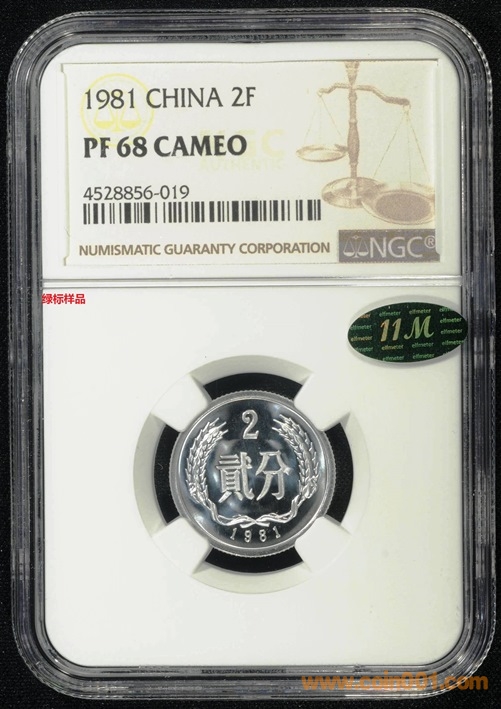 1981 CHINA 2F
PF 68 CAMEO
4528856-019
NUMISMATIC GUARANTY CORPORATION
NGC®
绿标样品
elfmeter
11M
2
贰分
1981
www.coin001.com